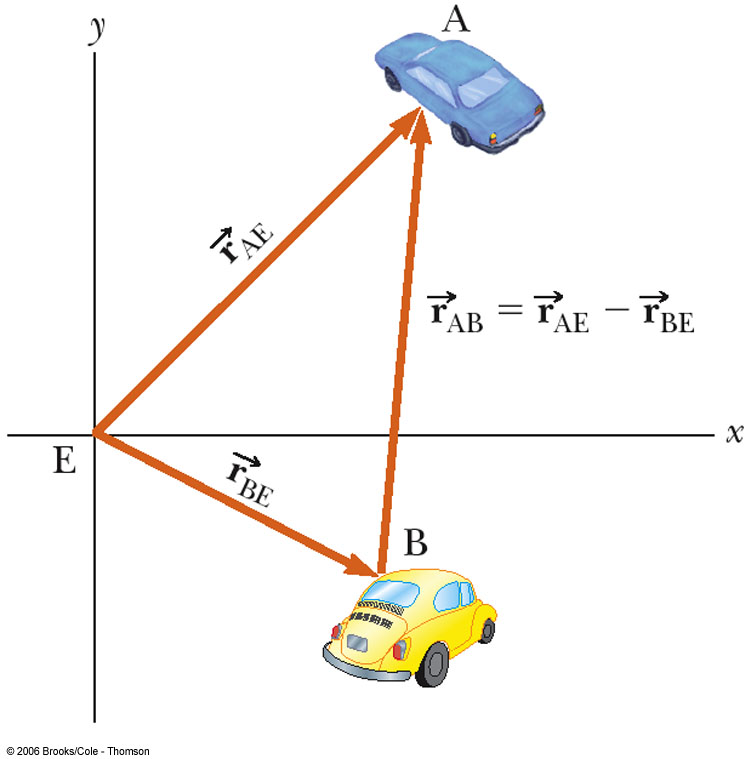 y
A
r⃗AE
r⃗AB = r⃗AE − r⃗BE
x
E
r⃗BE
B
© 2006 Brooks/Cole - Thomson